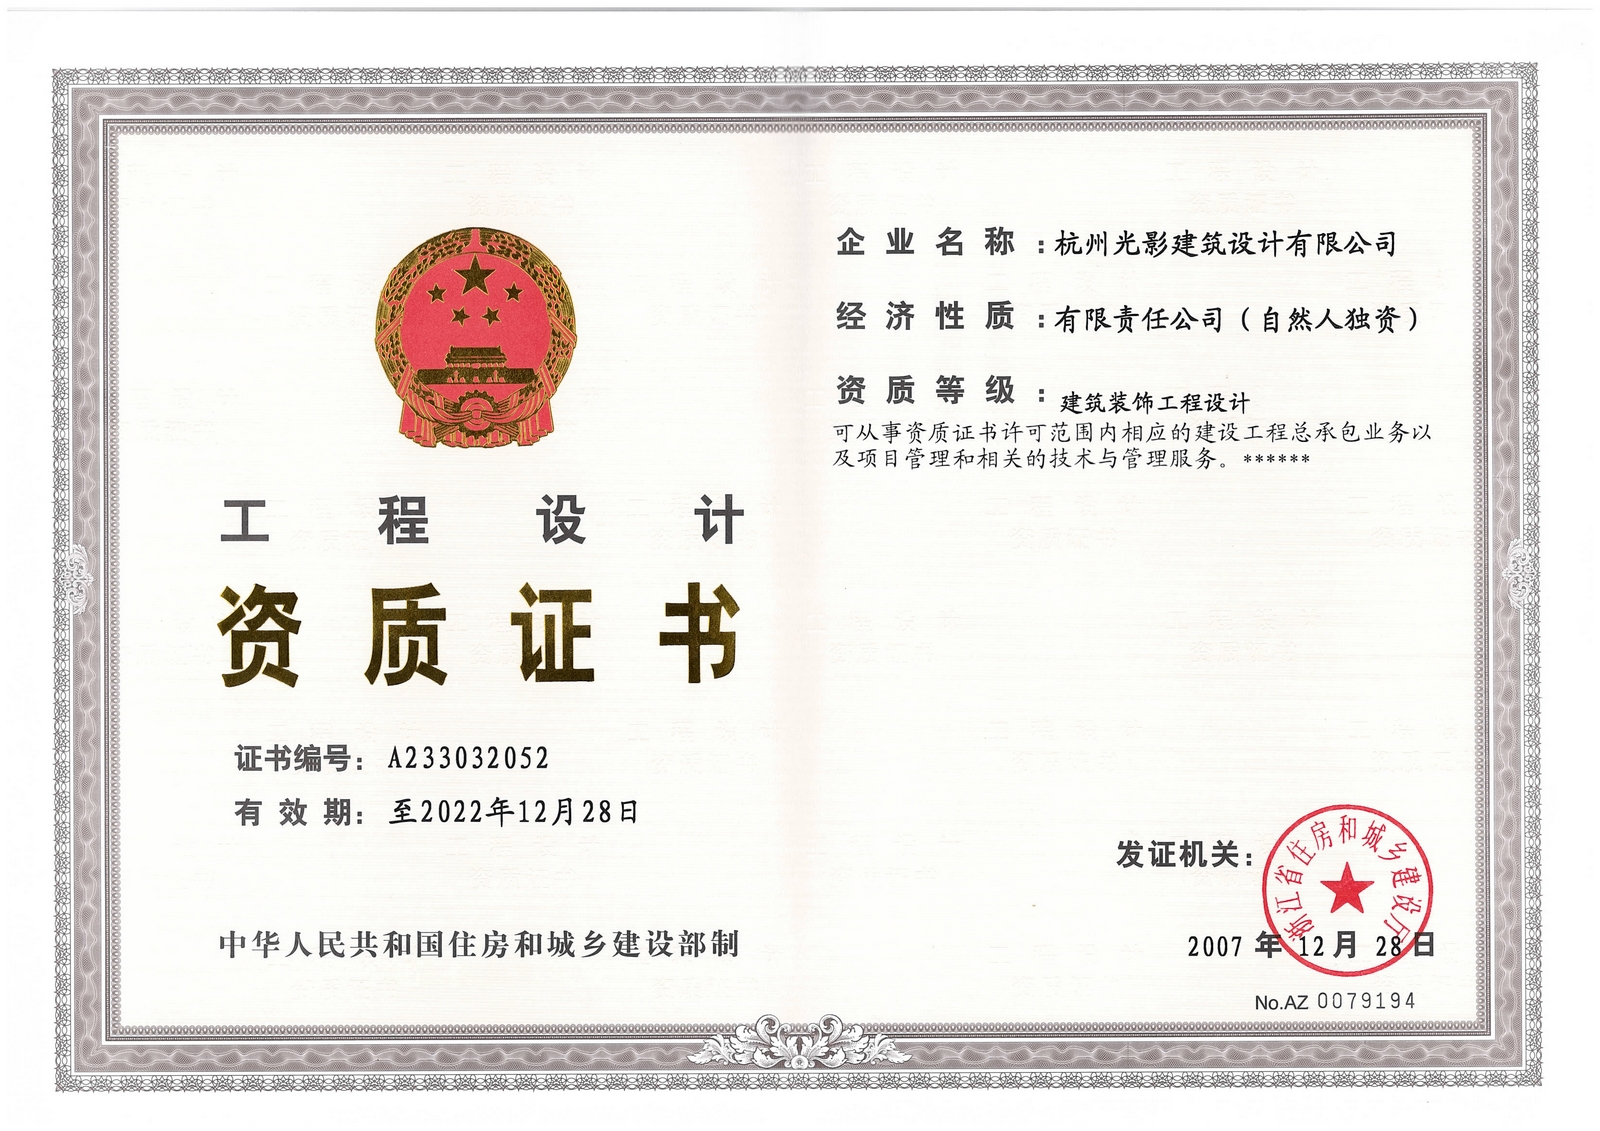 工程设计
资质证书
证书编号：A233032052
有效期：至2022年12月28日
中华人民共和国住房和城乡建设部制
企业名称：杭州光影建筑设计有限公司
经济性质：有限责任公司（自然人独资）
资质等级：建筑装饰工程设计
可从事资质证书许可范围内相应的建设工程总承包业务以
及项目管理和相关的技术与管理服务。******
发证机关：
浙江省住房和城乡建设厅
2007年12月28日
No.AZ 0079194